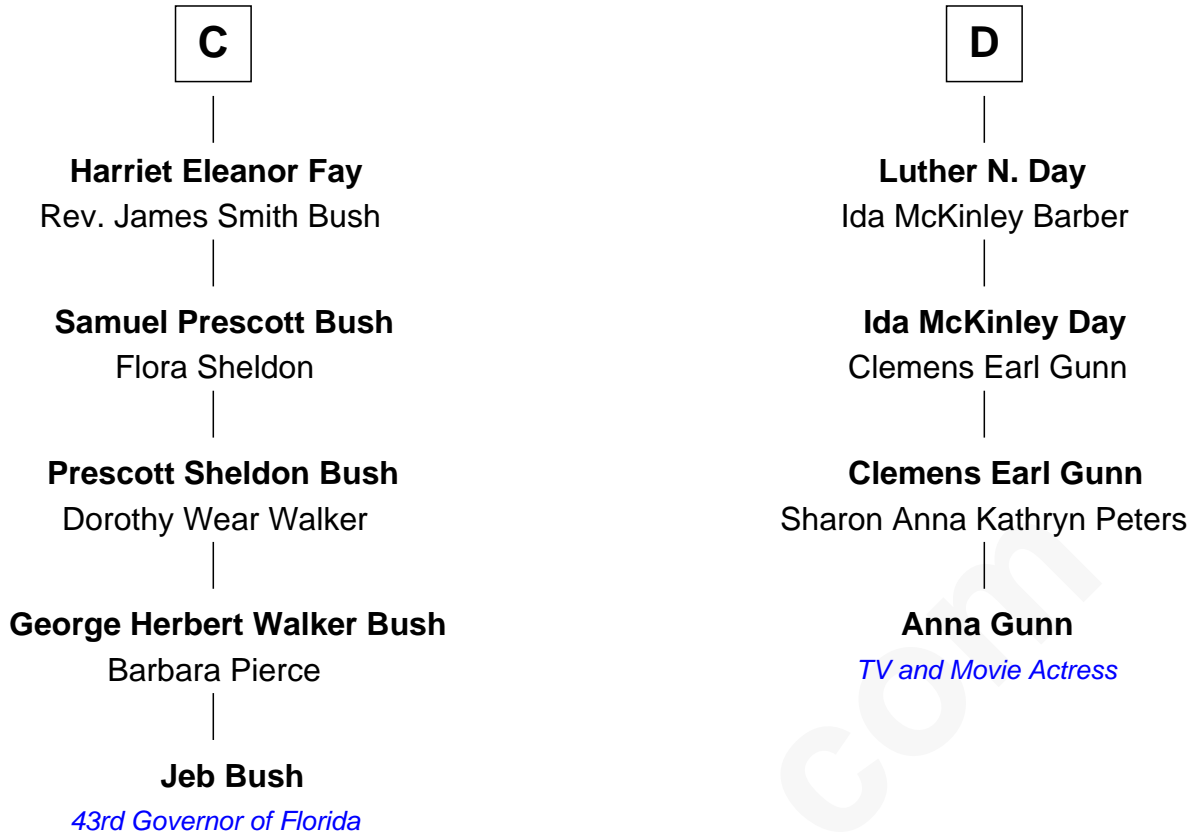 C
Harriet Eleanor Fay
Rev. James Smith Bush
Samuel Prescott Bush
Flora Sheldon
Prescott Sheldon Bush
Dorothy Wear Walker
George Herbert Walker Bush
Barbara Pierce
Jeb Bush
43rd Governor of Florida
D
Luther N. Day
Ida McKinley Barber
Ida McKinley Day
Clemens Earl Gunn
Clemens Earl Gunn
Sharon Anna Kathryn Peters
Anna Gunn
TV and Movie Actress
com